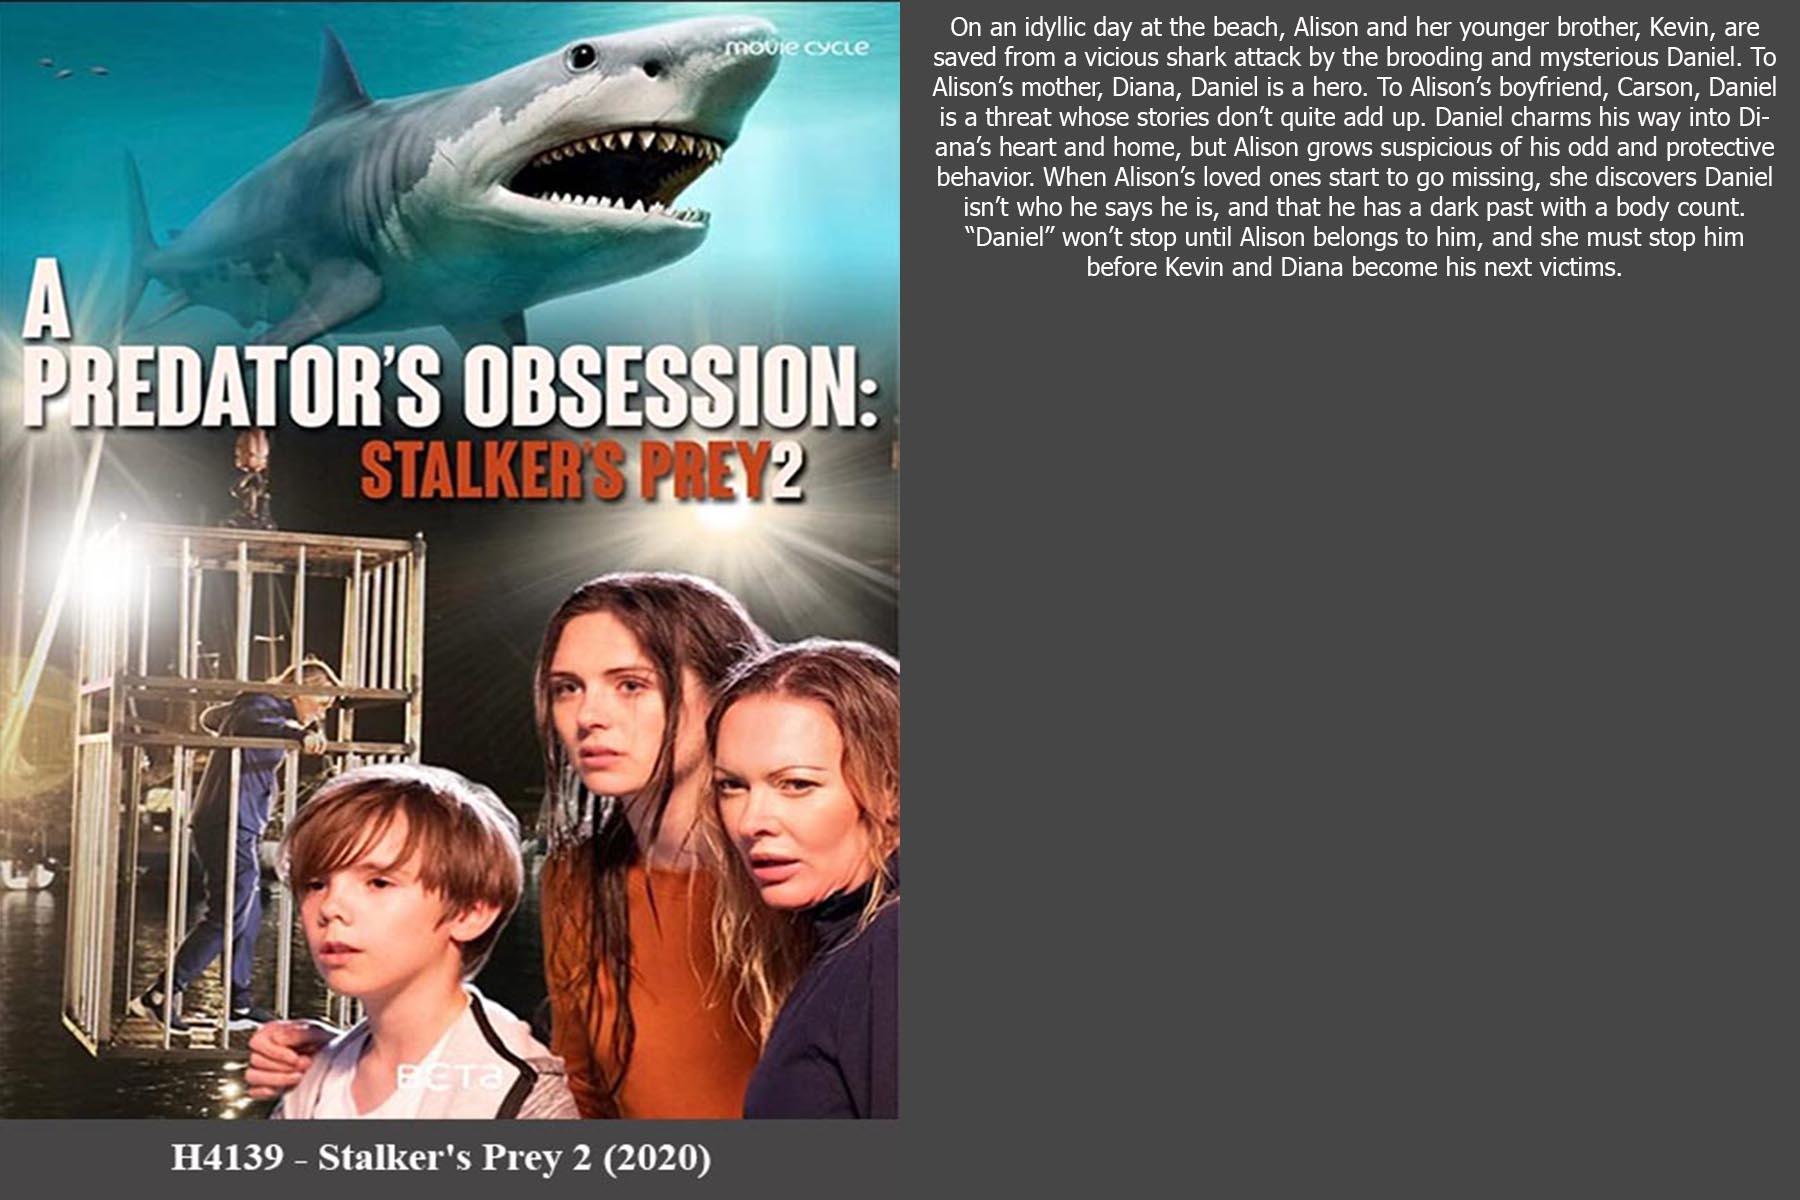 movie cycle
A
PREDATOR'S OBSESSION:
STALKER'S PREY2
BETA
H4139 - Stalker's Prey 2 (2020)
On an idyllic day at the beach, Alison and her younger brother, Kevin, are
saved from a vicious shark attack by the brooding and mysterious Daniel. To
Alison’s mother, Diana, Daniel is a hero. To Alison’s boyfriend, Carson, Daniel
is a threat whose stories don’t quite add up. Daniel charms his way into Di-
ana’s heart and home, but Alison grows suspicious of his odd and protective
behavior. When Alison’s loved ones start to go missing, she discovers Daniel
isn’t who he says he is, and that he has a dark past with a body count.
“Daniel” won’t stop until Alison belongs to him, and she must stop him
before Kevin and Diana become his next victims.